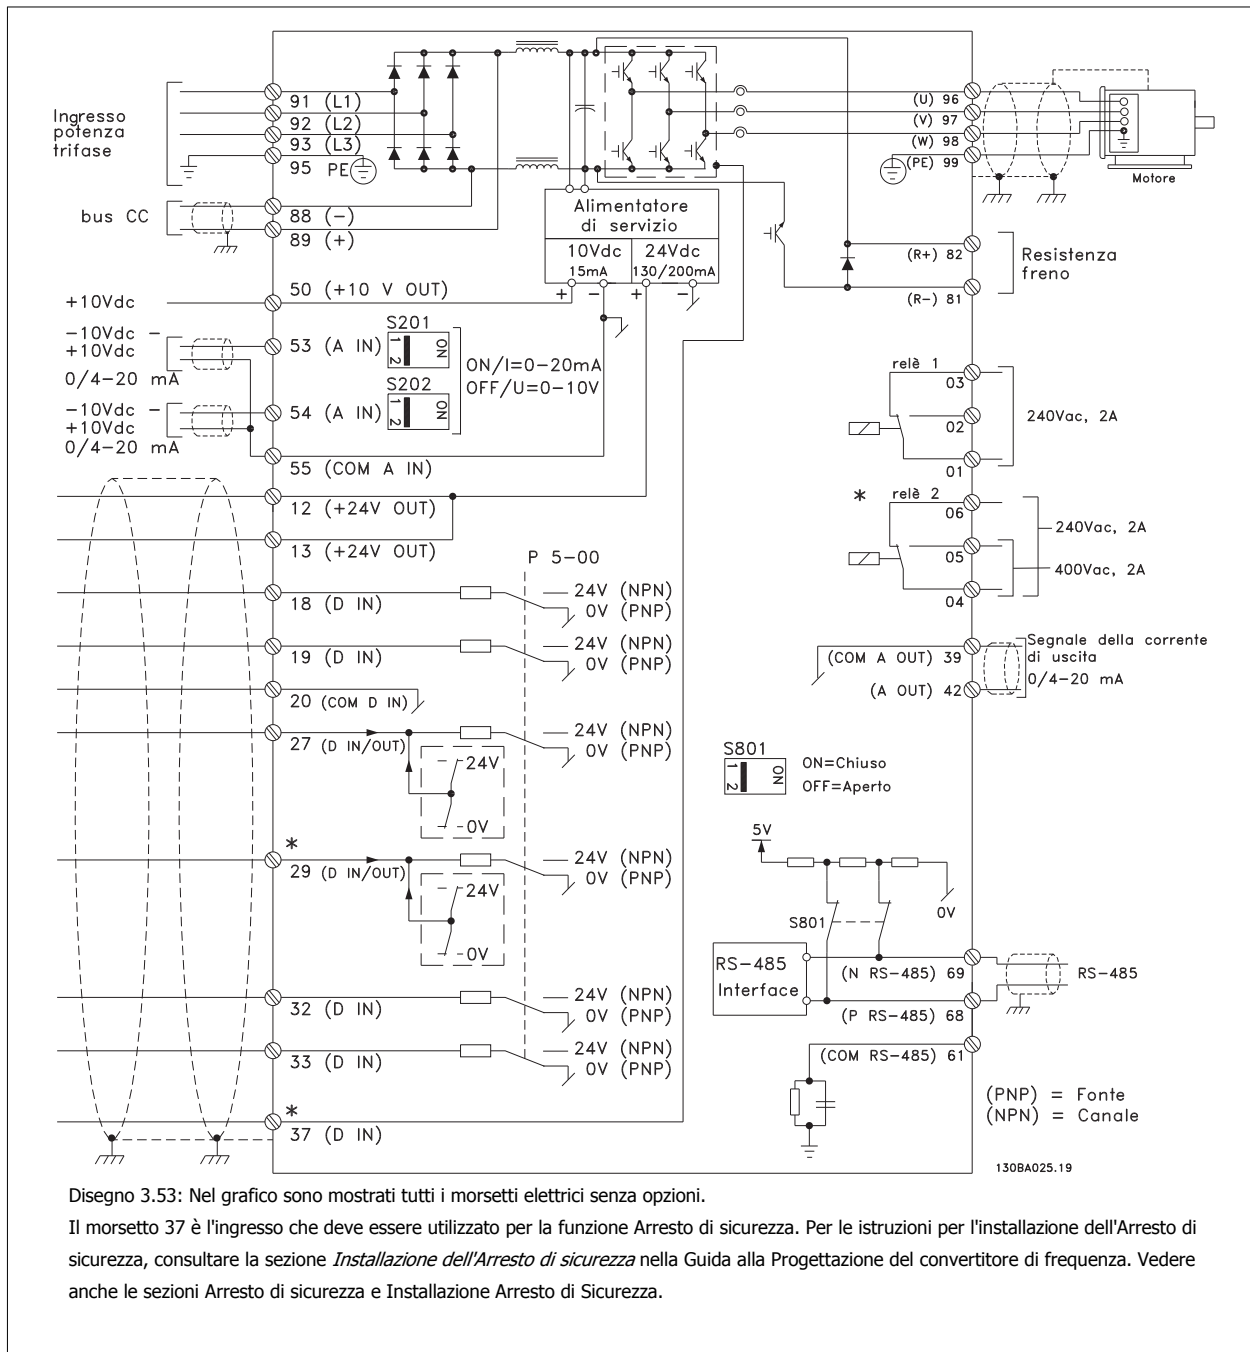 Ingresso
potenza
trifase
91 (L1)
92 (L2)
93 (L3)
95 PE
bus CC
88 (-)
89 (+)
+10Vdc
50 (+10 V OUT)
-10Vdc -
+10Vdc
0/4-20 mA
53 (A IN)
S201
1 2 ON
ON/I=0-20mA
OFF/U=0-10V
S202
1 2 ON
-10Vdc -
+10Vdc
0/4-20 mA
54 (A IN)
55 (COM A IN)
12 (+24V OUT)
13 (+24V OUT)
P 5-00
18 (D IN)
24V (NPN)
0V (PNP)
19 (D IN)
24V (NPN)
0V (PNP)
20 (COM D IN)
27 (D IN/OUT)
24V (NPN)
0V (PNP)
24V
0V
*
29 (D IN/OUT)
24V (NPN)
0V (PNP)
24V
0V
32 (D IN)
24V (NPN)
0V (PNP)
33 (D IN)
24V (NPN)
0V (PNP)
*
37 (D IN)
Alimentatore
di servizio
10Vdc
15mA
24Vdc
130/200mA
+ - + -
(U) 96
(V) 97
(W) 98
(PE) 99
Motore
(R+) 82
(R-) 81
Resistenza
freno
relè 1
03
02
01
240Vac, 2A
*
relè 2
06
05
04
240Vac, 2A
400Vac, 2A
(COM A OUT) 39
(A OUT) 42
Segnale della corrente
di uscita
0/4-20 mA
S801
1 2 ON
ON=Chiuso
OFF=Aperto
5V
S801
0V
RS-485
Interface
(N RS-485) 69
(P RS-485) 68
RS-485
(COM RS-485) 61
(PNP) = Fonte
(NPN) = Canale
130BA025.19
Disegno 3.53: Nel grafico sono mostrati tutti i morsetti elettrici senza opzioni.
Il morsetto 37 è l'ingresso che deve essere utilizzato per la funzione Arresto di sicurezza. Per le istruzioni per l'installazione dell'Arresto di
sicurezza, consultare la sezione Installazione dell'Arresto di sicurezza nella Guida alla Progettazione del convertitore di frequenza. Vedere
anche le sezioni Arresto di sicurezza e Installazione Arresto di Sicurezza.